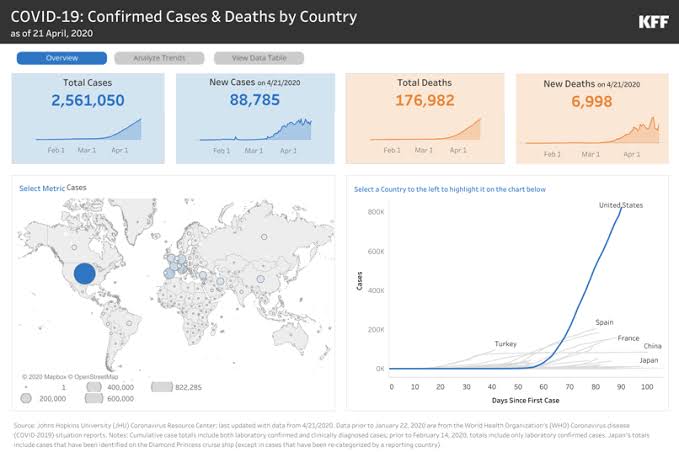 COVID-19: Confirmed Cases & Deaths by Country
as of 21 April, 2020
KFF
Overview
Analyze Trends
View Data Table
Total Cases
2,561,050
Feb 1 Mar 1 Apr 1
New Cases on 4/21/2020
88,785
Feb 1 Mar 1 Apr 1
Total Deaths
176,982
Feb 1 Mar 1 Apr 1
New Deaths on 4/21/2020
6,998
Feb 1 Mar 1 Apr 1
Select Metric Cases
© 2020 Mapbox © OpenStreetMap
1 400,000 822,285
200,000 600,000
Select a Country to the left to highlight it on the chart below
United States
800K
600K
Cases
400K
200K
Spain
Turkey
France
China
Japan
0K
0 10 20 30 40 50 60 70 80 90 100
Days Since First Case
Source: Johns Hopkins University (JHU) Coronavirus Resource Center; last updated with data from 4/21/2020. Data prior to January 22, 2020 are from the World Health Organization's (WHO) Coronavirus disease
(COVID-2019) situation reports. Notes: Cumulative case totals include both laboratory confirmed and clinically diagnosed cases; prior to February 14, 2020, totals include only laboratory confirmed cases. Japan's totals
include cases that have been identified on the Diamond Princess cruise ship (except in cases that have been re-categorized by a reporting country)